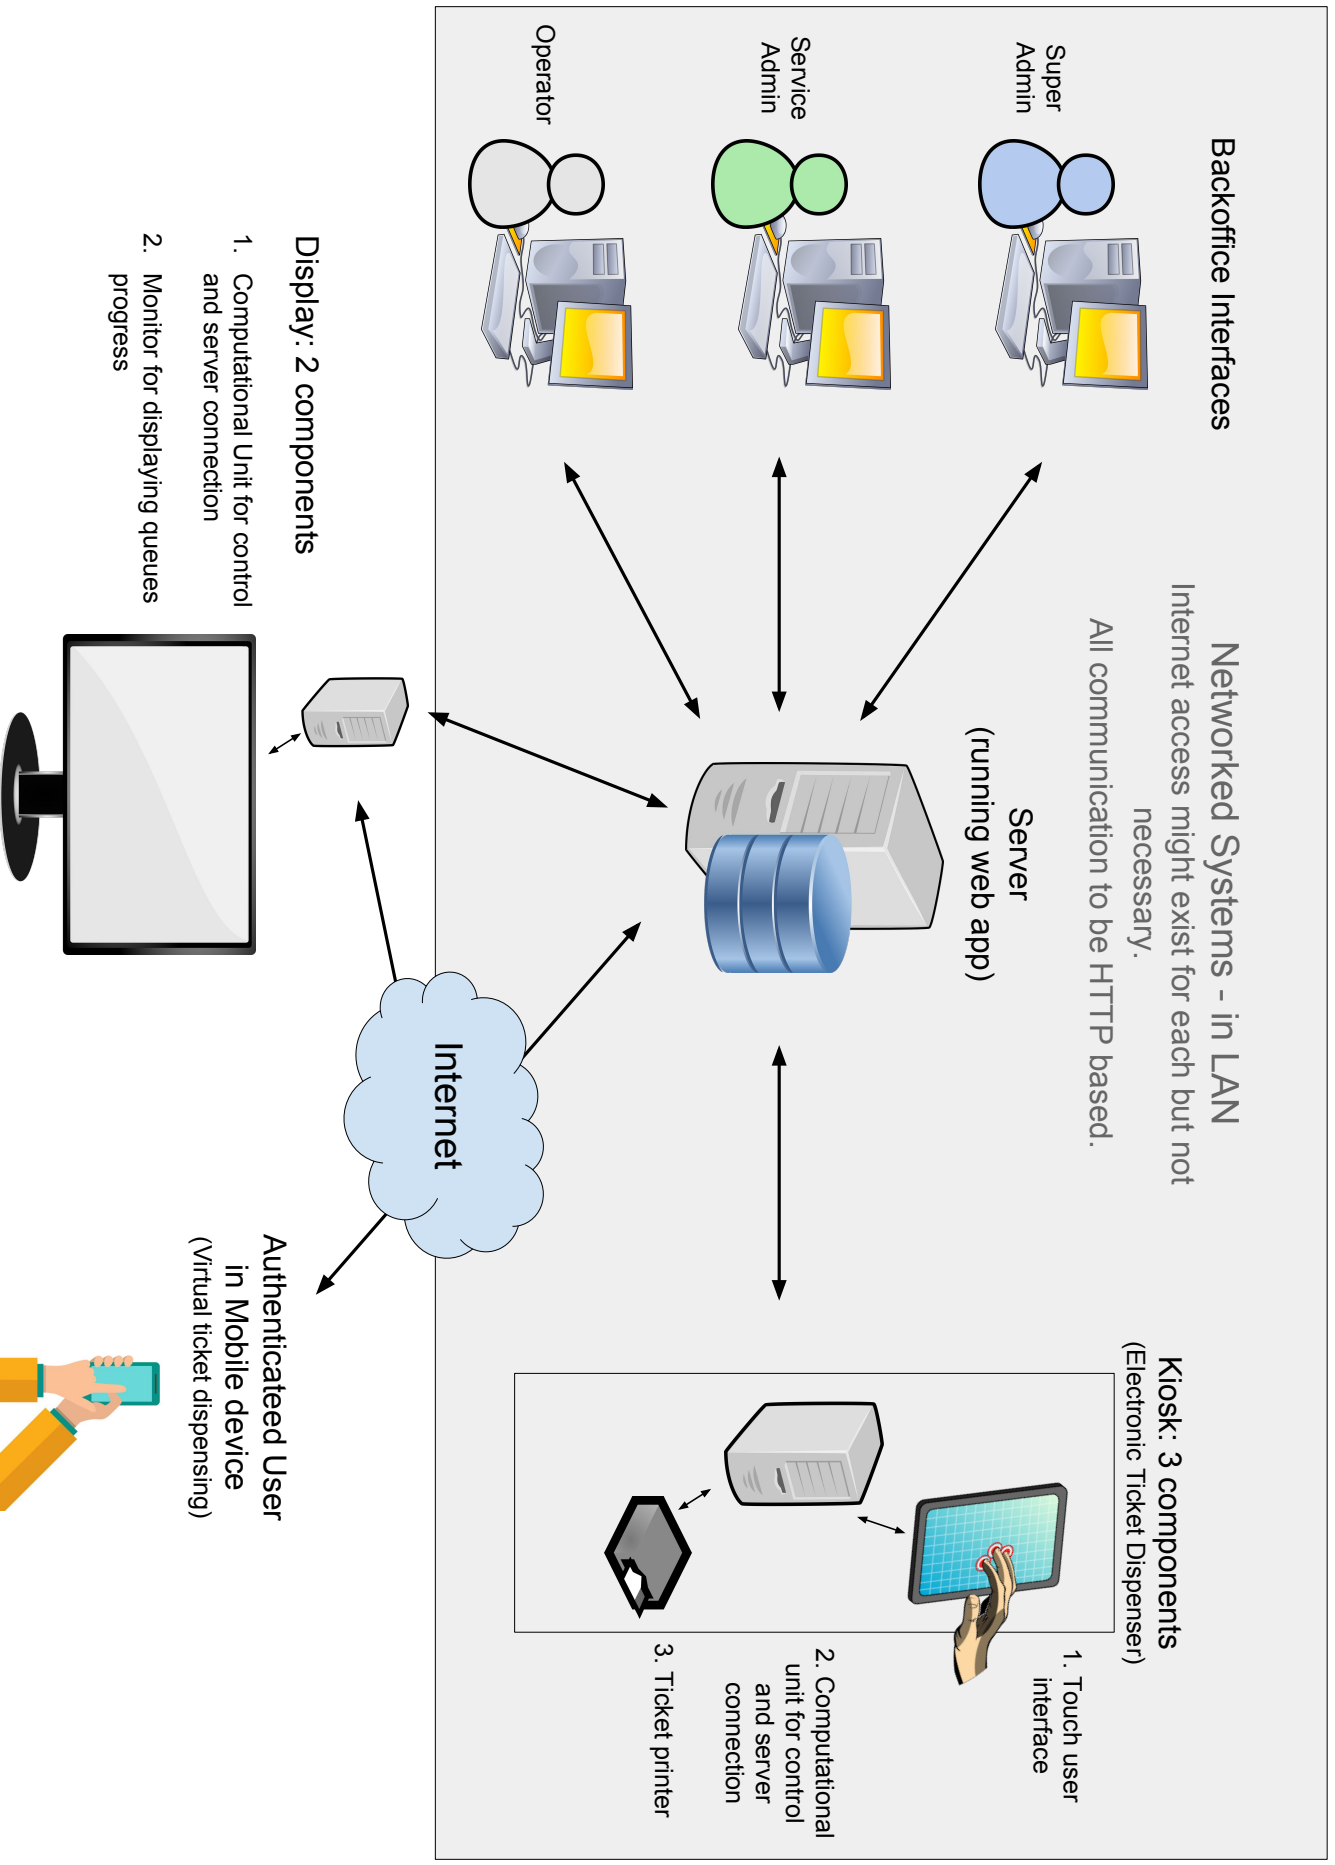 Backoffice Interfaces
Super
Admin
Service
Admin
Operator
Networked Systems - in LAN
Internet access might exist for each but not
necessary.
All communication to be HTTP based.
Server
(running web app)
Kiosk: 3 components
(Electronic Ticket Dispenser)
1. Touch user
interface
2. Computational
unit for control
and server
connection
3. Ticket printer
Display: 2 components
1. Computational Unit for control
and server connection
2. Monitor for displaying queues
progress
Internet
Authenticateed User
in Mobile device
(Virtual ticket dispensing)